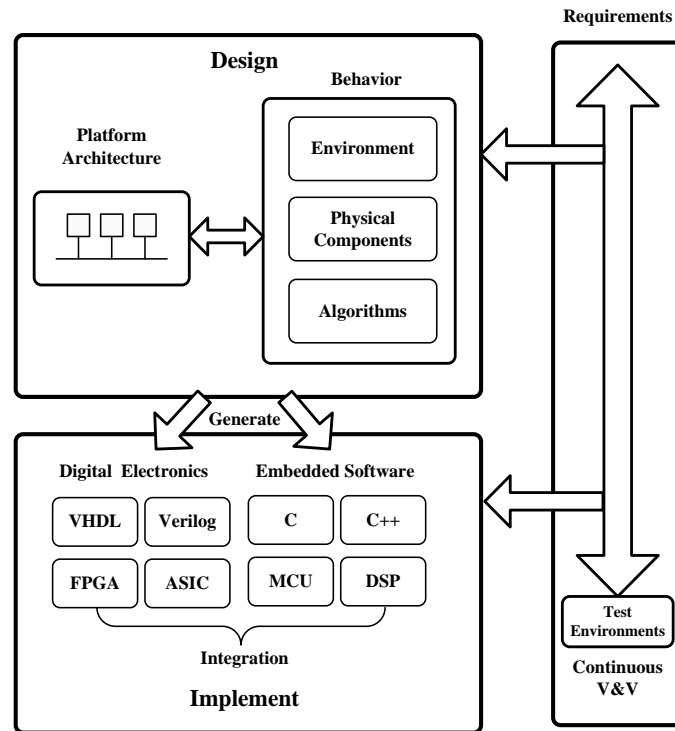 Requirements
Design
Behavior
Platform
Architecture
Environment
Physical
Components
Algorithms
Generate
Digital Electronics
Embedded Software
VHDL
Verilog
C
C++
FPGA
ASIC
MCU
DSP
Integration
Implement
Test
Environments
Continuous
V&V